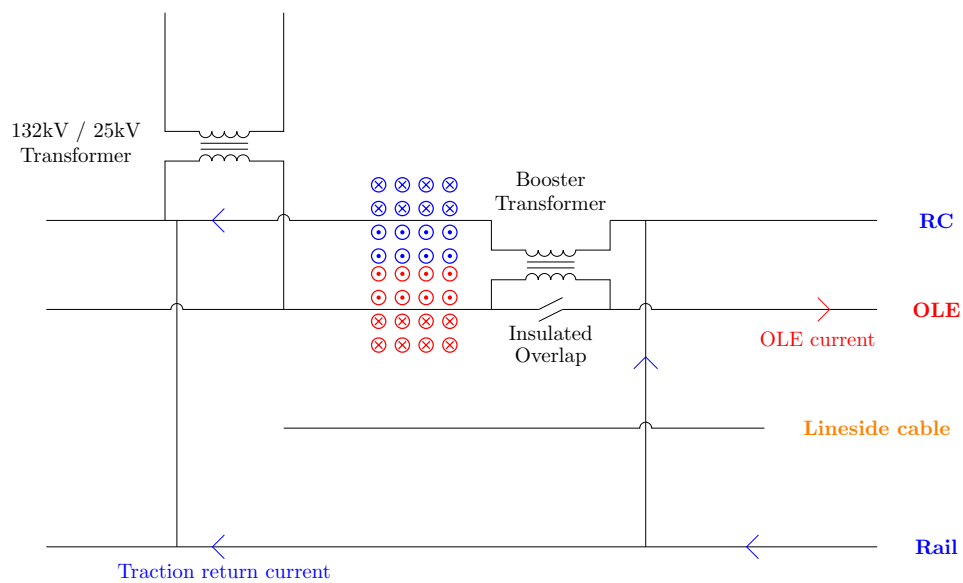 132kV / 25kV
Transformer
Booster
Transformer
RC
OLE
Insulated
Overlap
OLE current
Lineside cable
Rail
Traction return current